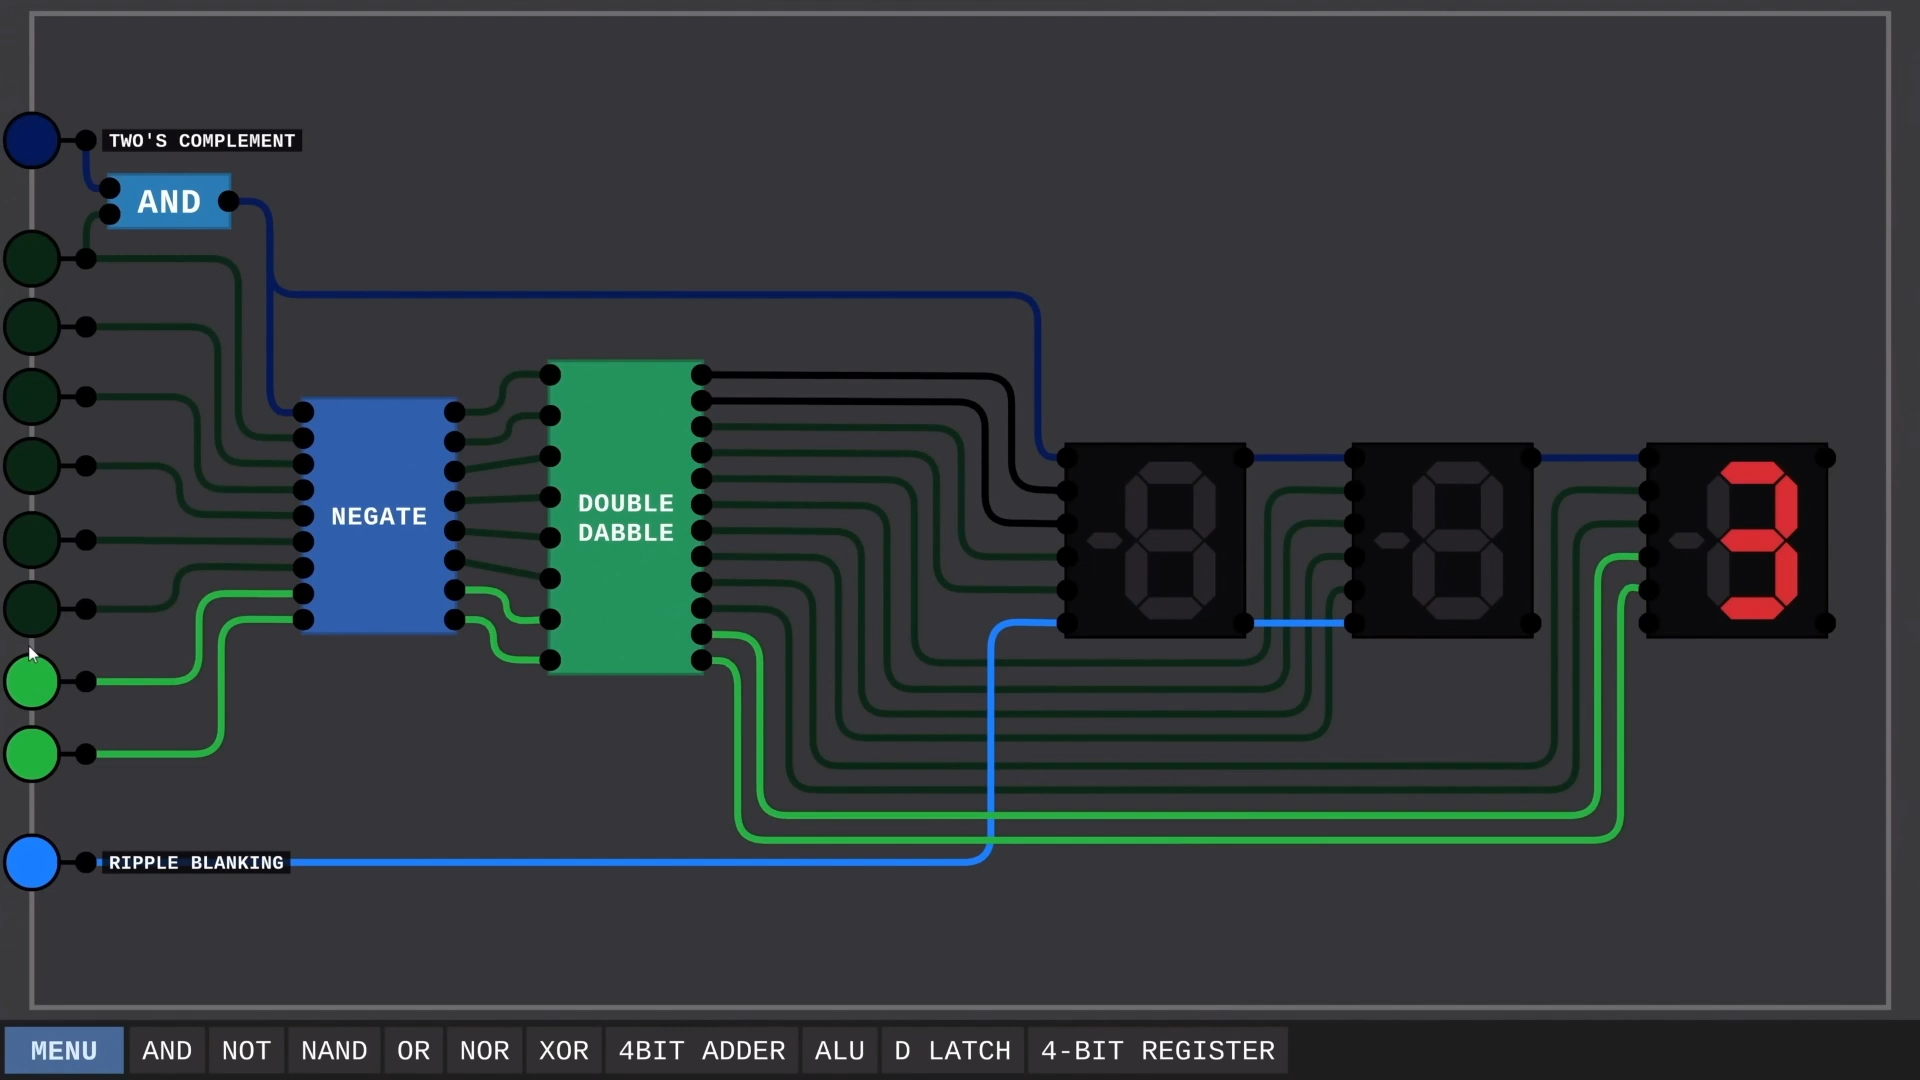 TWO'S COMPLEMENT
AND
NEGATE
DOUBLE
DABBLE
3
RIPPLE BLANKING
MENU AND NOT NAND OR NOR XOR 4BIT ADDER ALU D LATCH 4-BIT REGISTER